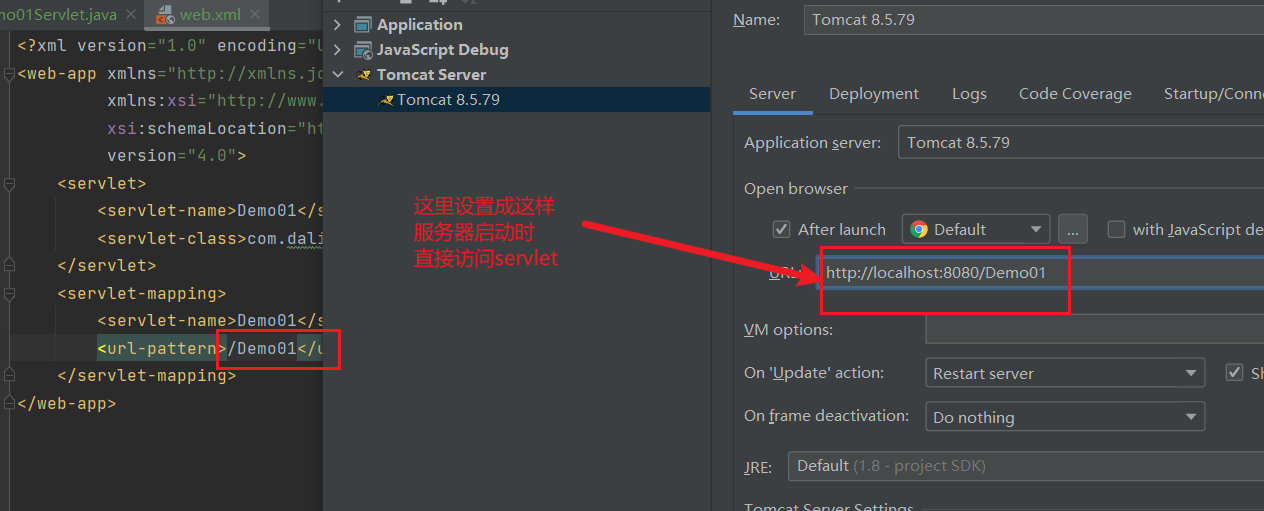 mo01Servlet.java
web.xml
<?xml version="1.0" encoding="U
<web-app xmlns="http://xmlns.jc
xmlns:xsi="http://www.
xsi:schemaLocation="ht
version="4.0">
<servlet>
<servlet-name>Demo01</s
<servlet-class>com.dali
</servlet>
<servlet-mapping>
<servlet-name>Demo01</s
<url-pattern>/Demo01</u
</servlet-mapping>
</web-app>
Application
JavaScript Debug
Tomcat Server
Tomcat 8.5.79
这里设置成这样
服务器启动时
直接访问servlet
Name: Tomcat 8.5.79
Server Deployment Logs Code Coverage Startup/Conn
Application server: Tomcat 8.5.79
Open browser
After launch Default ... with JavaScript de
URL: http://localhost:8080/Demo01
VM options:
On 'Update' action: Restart server Sh
On frame deactivation: Do nothing
JRE: Default (1.8 - project SDK)
Tomcat Server Settings